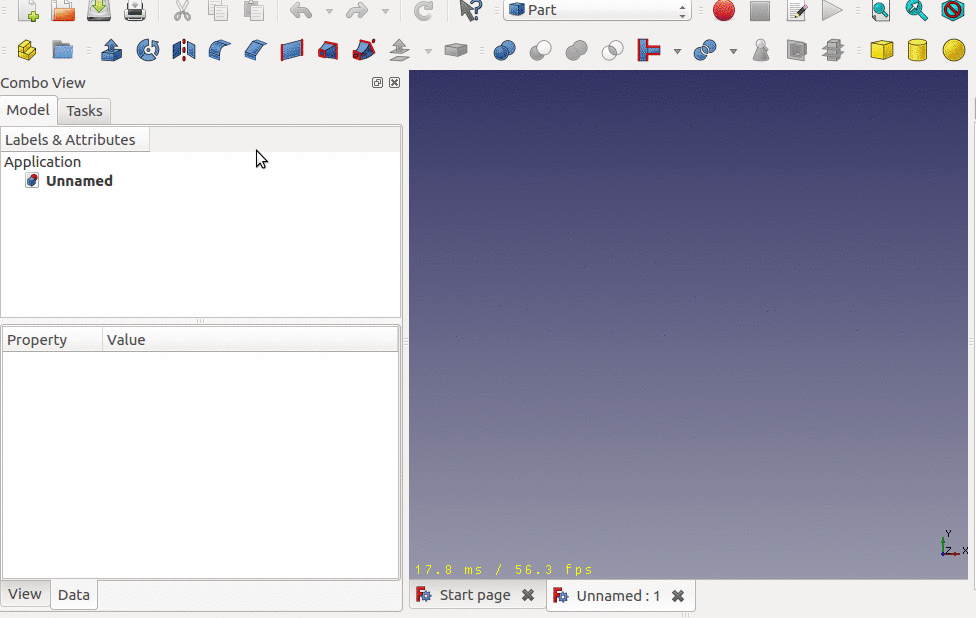 Part
Combo View
Model Tasks
Labels & Attributes
Application
Unnamed
Property Value
View Data
17.8 ms / 56.3 fps
Y
Z X
Start page Unnamed : 1